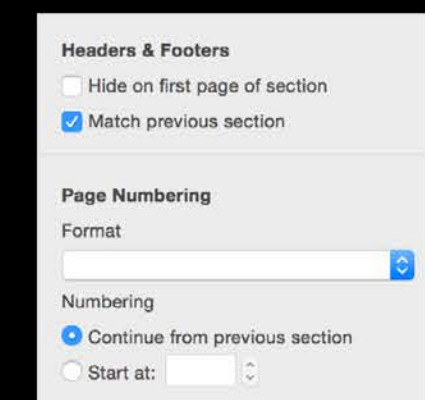 Headers & Footers
Hide on first page of section
Match previous section
Page Numbering
Format
Numbering
Continue from previous section
Start at: